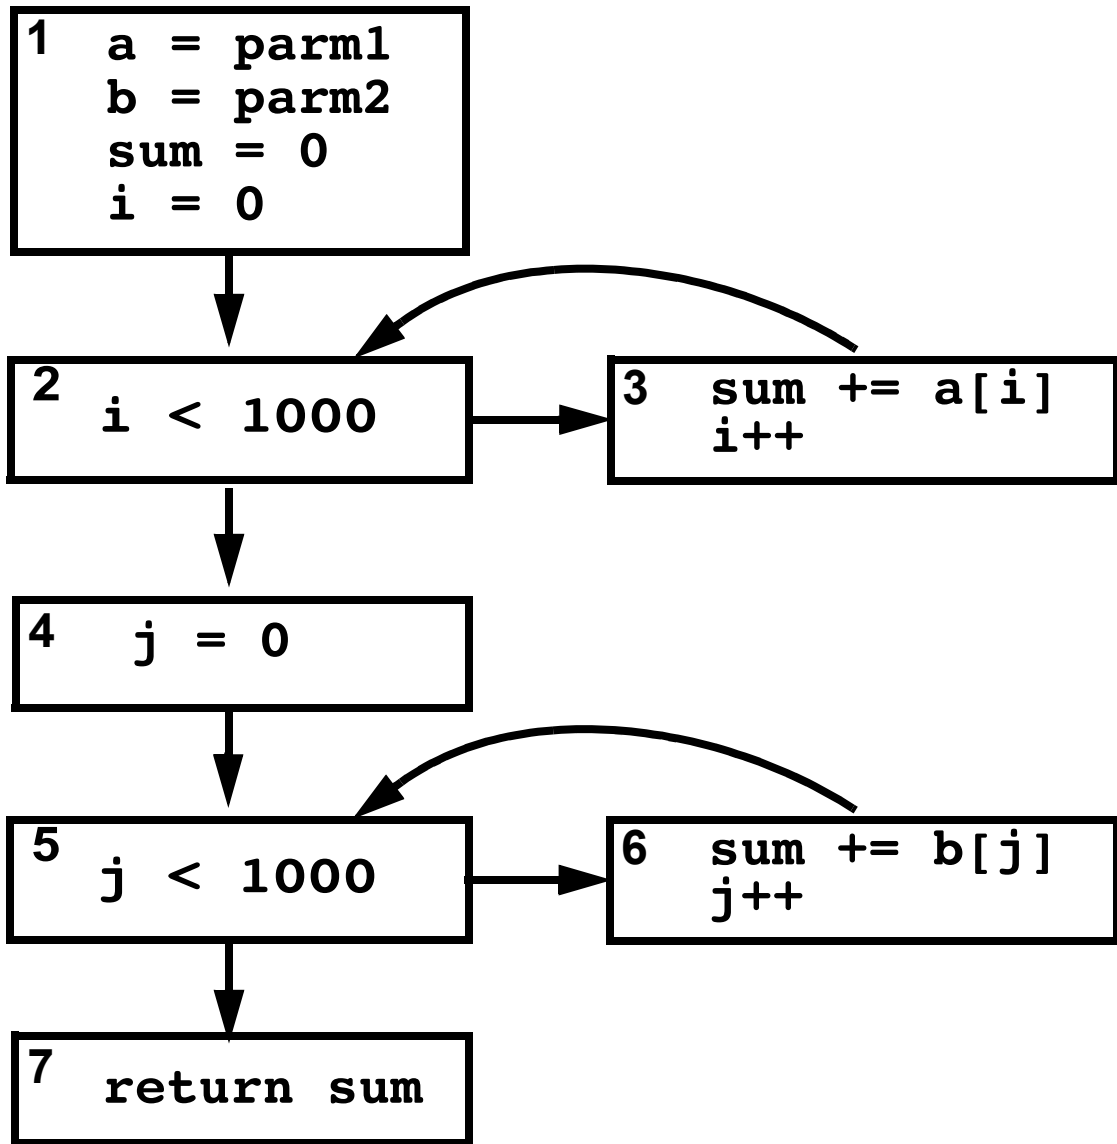 1 a = parm1
b = parm2
sum = 0
i = 0
2 i < 1000
3 sum += a[i]
i++
4 j = 0
5 j < 1000
6 sum += b[j]
j++
7 return sum